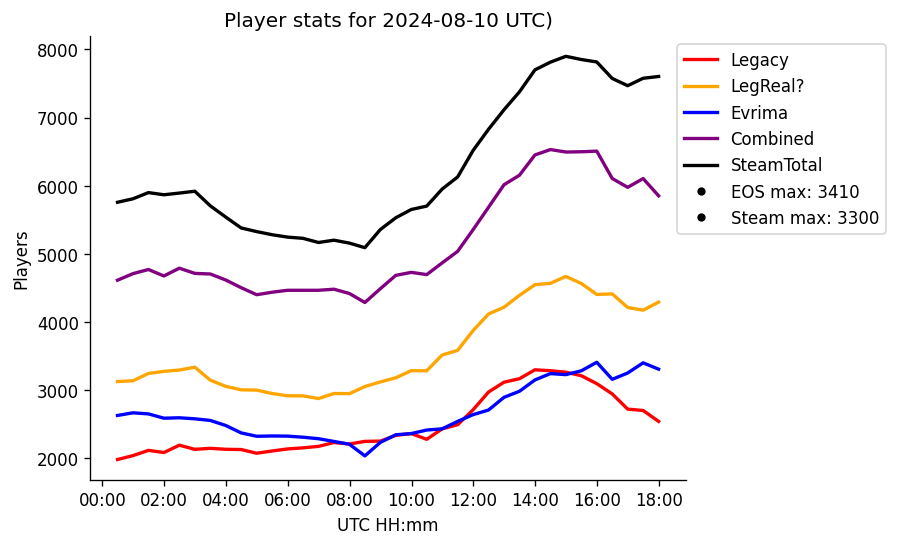 Player stats for 2024-08-10 UTC)
Legacy
LegReal?
Evrima
Combined
SteamTotal
EOS max: 3410
Steam max: 3300
Players
8000
7000
6000
5000
4000
3000
2000
00:00 02:00 04:00 06:00 08:00 10:00 12:00 14:00 16:00 18:00
UTC HH:mm